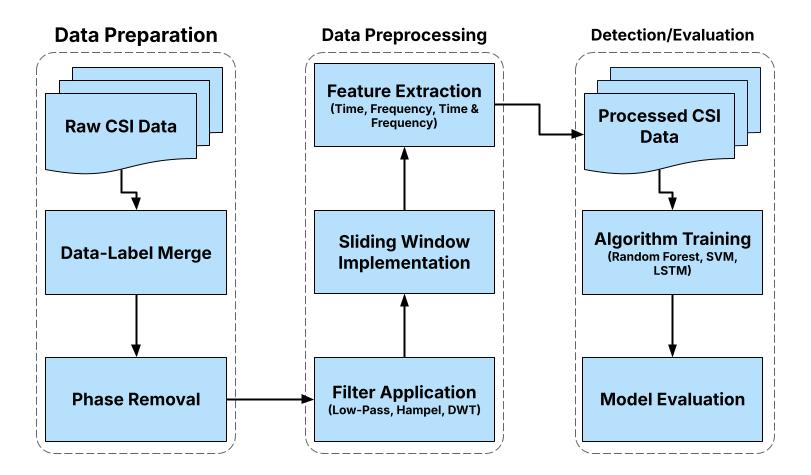 Data Preparation
Raw CSI Data
Data-Label Merge
Phase Removal
Data Preprocessing
Feature Extraction
(Time, Frequency, Time &
Frequency)
Sliding Window
Implementation
Filter Application
(Low-Pass, Hampel, DWT)
Detection/Evaluation
Processed CSI
Data
Algorithm Training
(Random Forest, SVM,
LSTM)
Model Evaluation